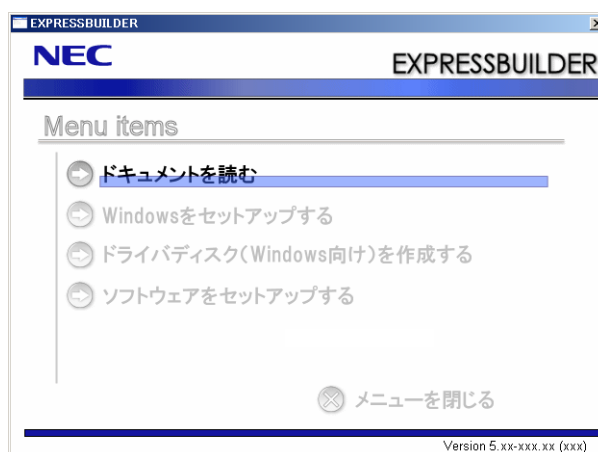 EXPRESSBUILDER
NEC
EXPRESSBUILDER
Menu items
ドキュメントを読む
Windowsをセットアップする
ドライバディスク(Windows向け)を作成する
ソフトウェアをセットアップする
メニューを閉じる
Version 5.xx-xxx.xx (xxx)